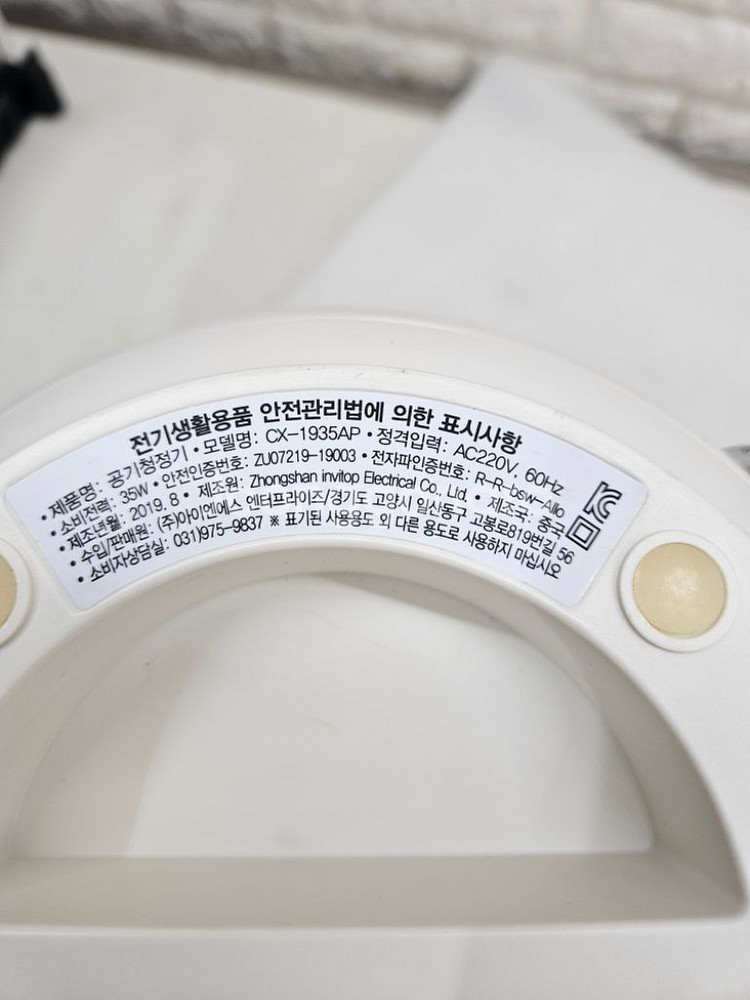 전기생활용품 안전관리법에 의한 표시사항
• 제품명: 공기청정기 • 모델명: CX-1935AP • 정격입력: AC220V, 60Hz
• 소비전력: 35W • 안전인증번호: ZU07219-19003 • 전자파인증번호: R-R-bsw-Allo
• 제조년월: 2019. 8 • 제조원: Zhongshan invitop Electrical Co., Ltd. • 제조국: 중국
• 수입/판매원: (주)아이엔에스 엔터프라이즈/경기도 고양시 일산동구 고봉로819번길 56
• 소비자상담실: 031)975-9837 ※ 표기된 사용용도 외 다른 용도로 사용하지 마십시오